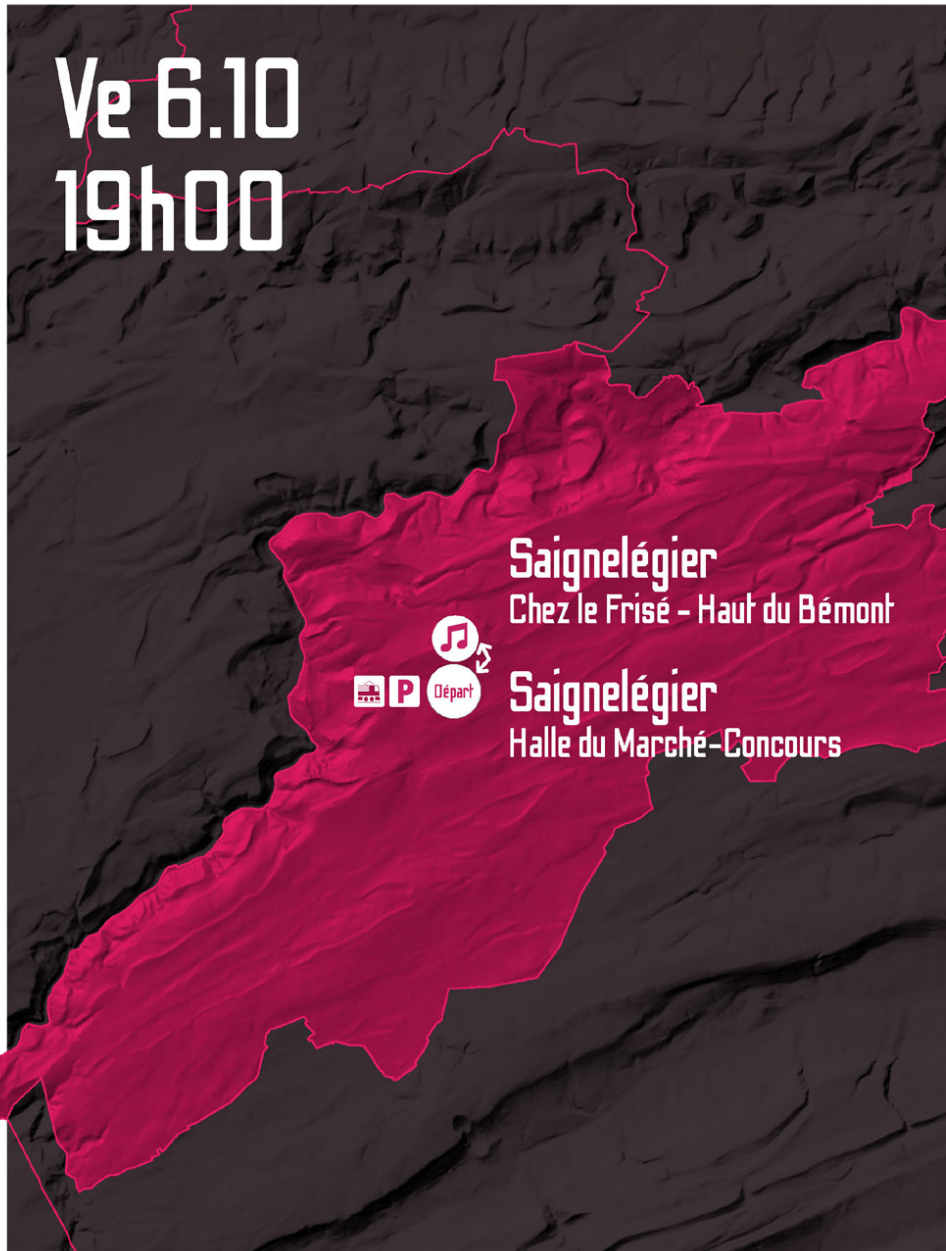 Ve 6.10
19h00
Saignelégier
Chez le Frisé - Haut du Bémont
P
Départ
Saignelégier
Halle du Marché-Concours